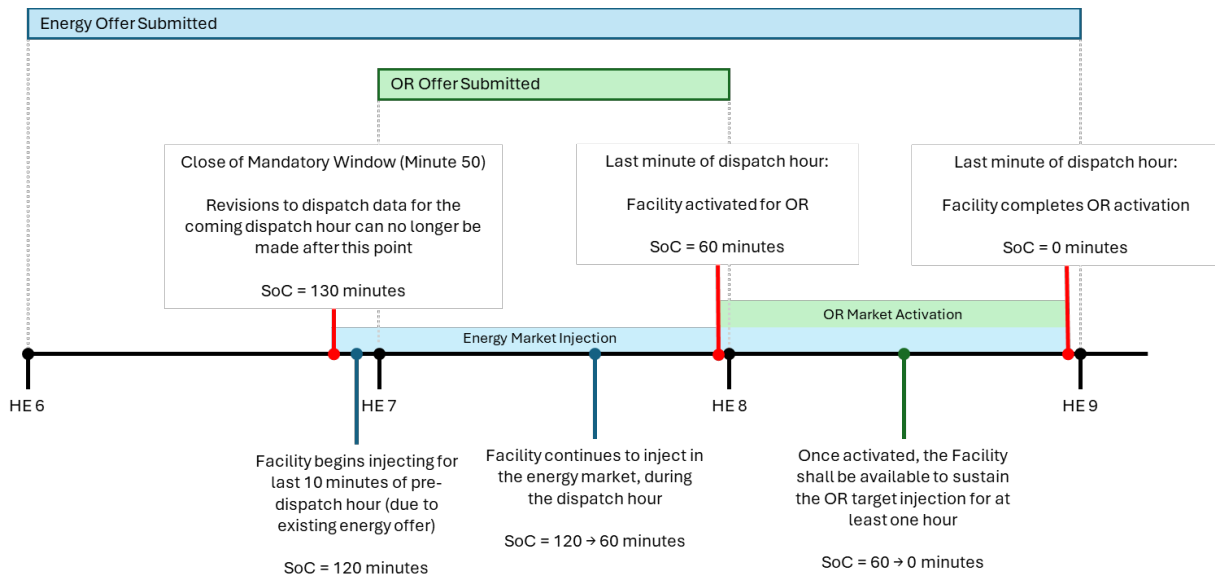 Energy Offer Submitted
OR Offer Submitted
Close of Mandatory Window (Minute 50)
Revisions to dispatch data for the
coming dispatch hour can no longer be
made after this point
SoC = 130 minutes
Last minute of dispatch hour:
Facility activated for OR
SoC = 60 minutes
Last minute of dispatch hour:
Facility completes OR activation
SoC = 0 minutes
OR Market Activation
Energy Market Injection
HE 6
HE 7
HE 8
HE 9
Facility begins injecting for
last 10 minutes of pre-
dispatch hour (due to
existing energy offer)
SoC = 120 minutes
Facility continues to inject in
the energy market, during
the dispatch hour
SoC = 120 → 60 minutes
Once activated, the Facility
shall be available to sustain
the OR target injection for at
least one hour
SoC = 60 → 0 minutes